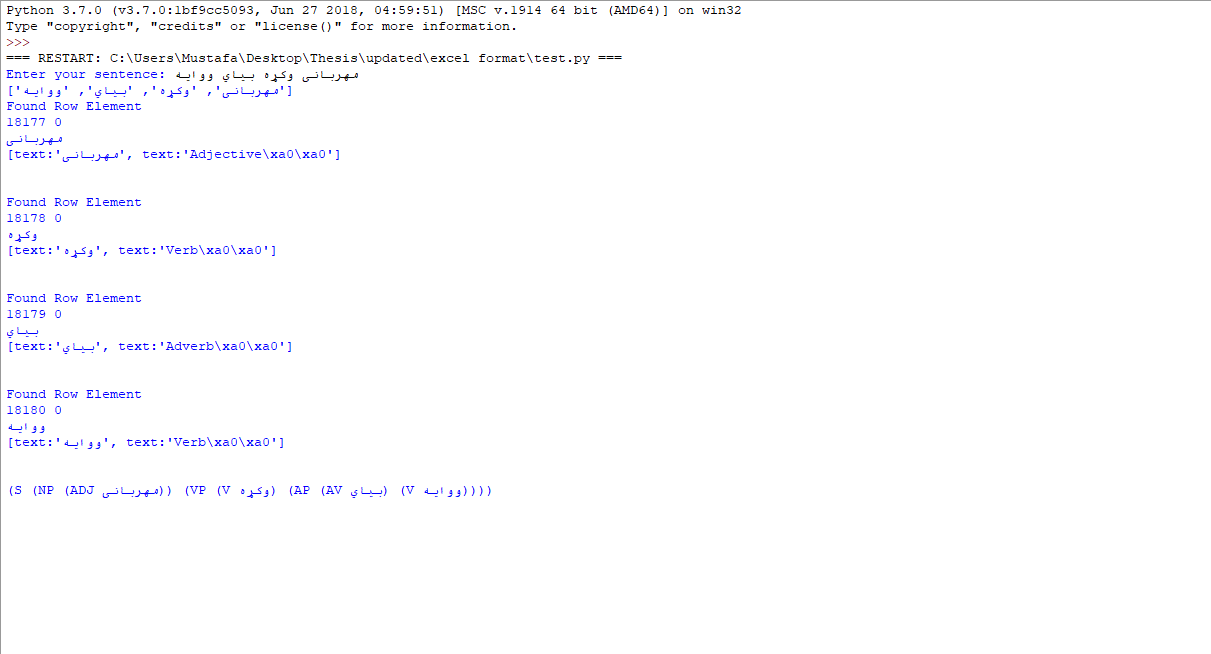 Python 3.7.0 (v3.7.0:1bf9cc5093, Jun 27 2018, 04:59:51) [MSC v.1914 64 bit (AMD64)] on win32
Type "copyright", "credits" or "license()" for more information.
>>>
=== RESTART: C:\Users\Mustafa\Desktop\Thesis\updated\excel format\test.py ===
Enter your sentence: مهربانی وکړه بیاي ووایه
['مهربانی', 'وکړه', 'بیاي', 'ووایه']
Found Row Element
18177 0
مهربانی
[text:'مهربانی', text:'Adjective\xa0\xa0']
Found Row Element
18178 0
وکړه
[text:'وکړه', text:'Verb\xa0\xa0']
Found Row Element
18179 0
بیاي
[text:'بیاي', text:'Adverb\xa0\xa0']
Found Row Element
18180 0
ووایه
[text:'ووایه', text:'Verb\xa0\xa0']
(S (NP (ADJ مهربانی)) (VP (V وکړه) (AP (AV بیاي) (V ووایه))))